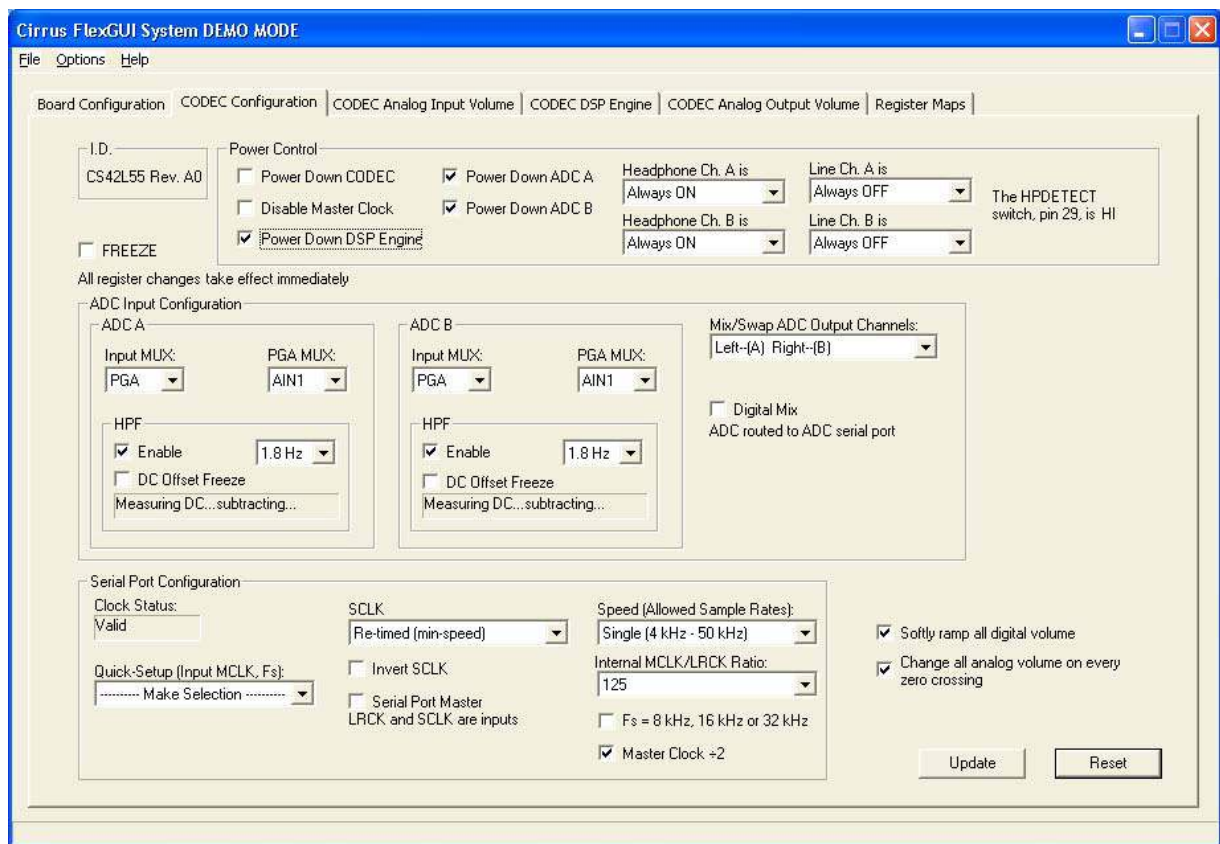 Cirrus FlexGUI System DEMO MODE
File Options Help
Board Configuration CODEC Configuration CODEC Analog Input Volume CODEC DSP Engine CODEC Analog Output Volume Register Maps
I.D.
CS42L55 Rev. A0
FREEZE
All register changes take effect immediately
Power Control
Power Down CODEC
Disable Master Clock
Power Down DSP Engine
Power Down ADC A
Power Down ADC B
Headphone Ch. A is
Always ON
Headphone Ch. B is
Always ON
Line Ch. A is
Always OFF
Line Ch. B is
Always OFF
The HPDETECT
switch, pin 29, is HI
ADC Input Configuration
ADC A
Input MUX:
PGA
PGA MUX:
AIN1
HPF
Enable
1.8 Hz
DC Offset Freeze
Measuring DC...subtracting...
ADC B
Input MUX:
PGA
PGA MUX:
AIN1
HPF
Enable
1.8 Hz
DC Offset Freeze
Measuring DC...subtracting...
Mix/Swap ADC Output Channels:
Left--(A) Right--(B)
Digital Mix
ADC routed to ADC serial port
Serial Port Configuration
Clock Status:
Valid
Quick-Setup (Input MCLK, Fs):
---------- Make Selection ----------
SCLK
Re-timed (min-speed)
Invert SCLK
Serial Port Master
LRCK and SCLK are inputs
Speed (Allowed Sample Rates):
Single (4 kHz - 50 kHz)
Internal MCLK/LRCK Ratio:
125
Fs = 8 kHz, 16 kHz or 32 kHz
Master Clock ÷2
Softly ramp all digital volume
Change all analog volume on every
zero crossing
Update
Reset